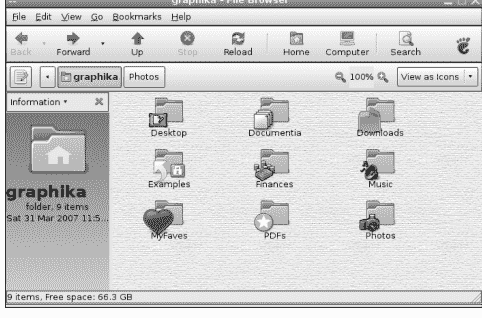 graphika - File Browser
File Edit View Go Bookmarks Help
Back Forward Up Stop Reload Home Computer Search
graphika Photos 100% View as Icons
Information
Desktop Documentia Downloads
Examples Finances Music
MyFaves PDFs Photos
graphika
folder, 9 items
Sat 31 Mar 2007 11:5...
9 items, Free space: 66.3 GB